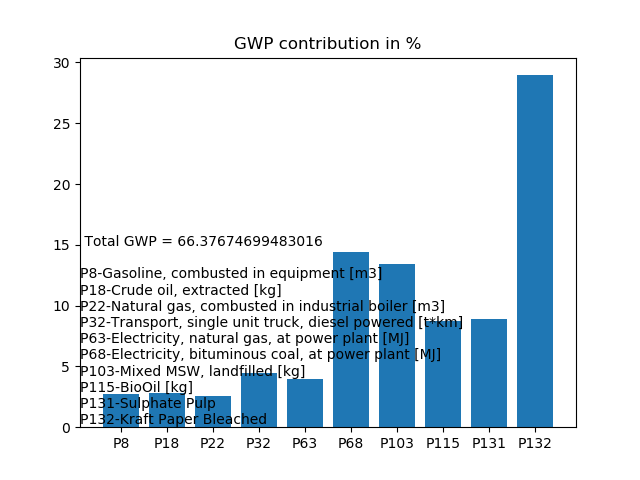 GWP contribution in %
30
25
20
15
10
5
0
Total GWP = 66.37674699483016
P8-Gasoline, combusted in equipment [m3]
P18-Crude oil, extracted [kg]
P22-Natural gas, combusted in industrial boiler [m3]
P32-Transport, single unit truck, diesel powered [t*km]
P63-Electricity, natural gas, at power plant [MJ]
P68-Electricity, bituminous coal, at power plant [MJ]
P103-Mixed MSW, landfilled [kg]
P115-BioOil [kg]
P131-Sulphate Pulp
P132-Kraft Paper Bleached
P8 P18 P22 P32 P63 P68 P103 P115 P131 P132